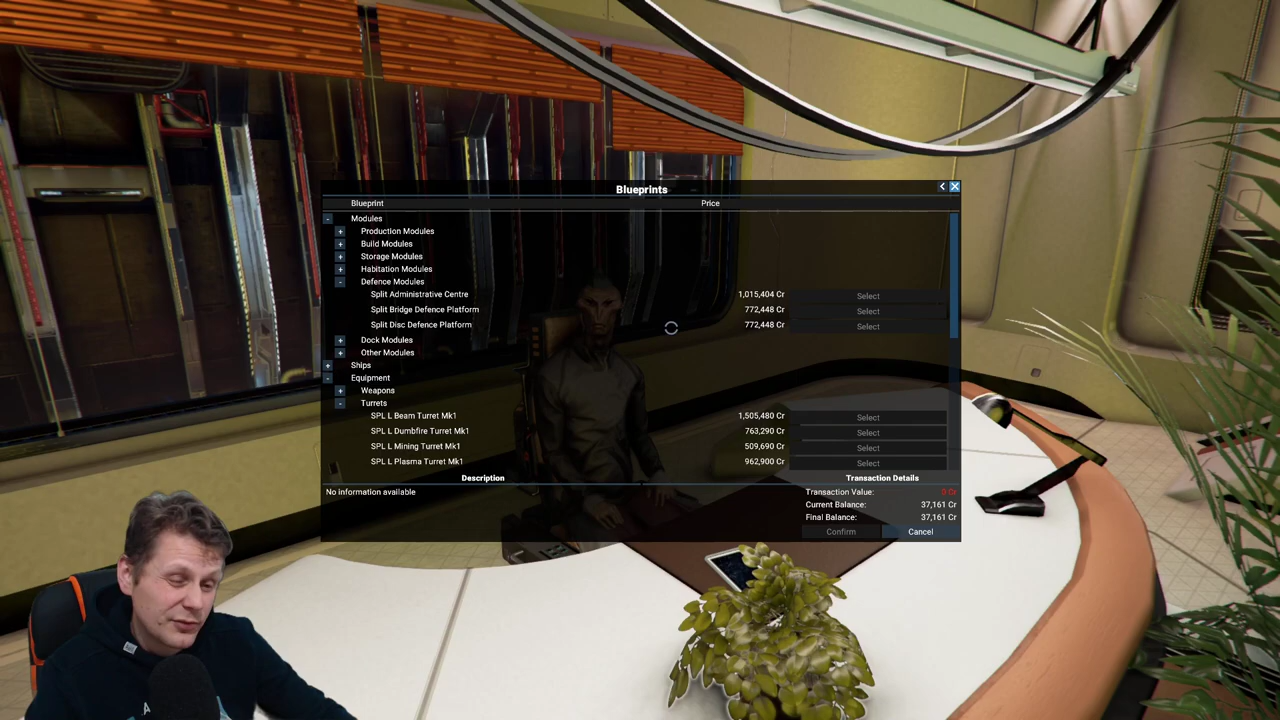 Blueprints
Blueprint Price
- Modules
+ Production Modules
+ Build Modules
+ Storage Modules
+ Habitation Modules
- Defence Modules
Split Administrative Centre 1,015,404 Cr Select
Split Bridge Defence Platform 772,448 Cr Select
Split Disc Defence Platform 772,448 Cr Select
+ Dock Modules
+ Other Modules
+ Ships
- Equipment
+ Weapons
- Turrets
SPL L Beam Turret Mk1 1,505,480 Cr Select
SPL L Dumbfire Turret Mk1 763,290 Cr Select
SPL L Mining Turret Mk1 509,690 Cr Select
SPL L Plasma Turret Mk1 962,900 Cr Select
Description Transaction Details
No information available Transaction Value: 0 Cr
Current Balance: 37,161 Cr
Final Balance: 37,161 Cr
Confirm Cancel